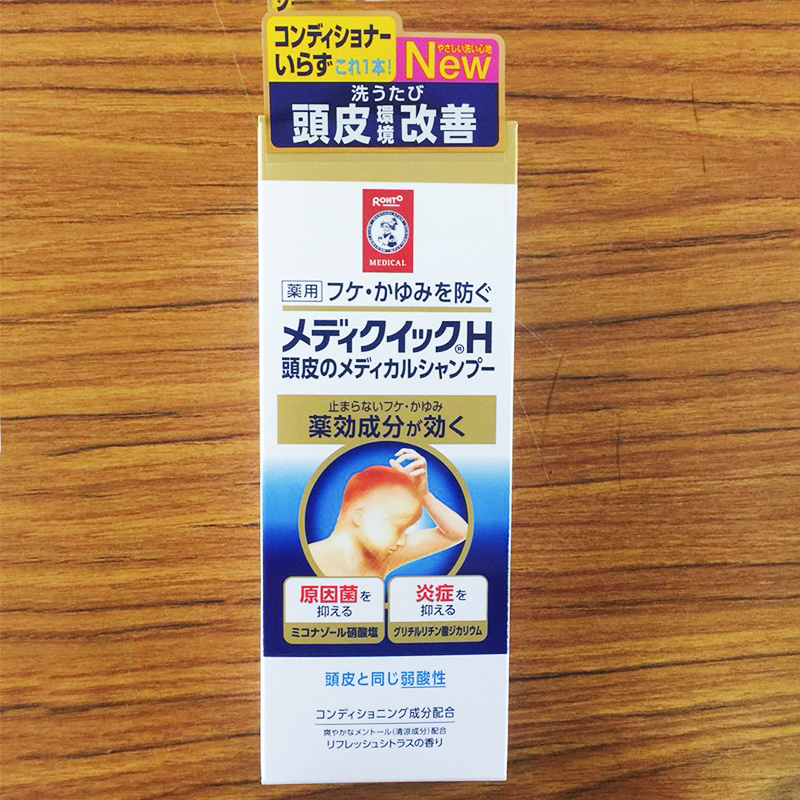 コンディショナー
いらずこれ1本!
やさしい洗い心地
New
洗うたび
頭皮環境改善
ROHTO
MEDICAL
薬用 フケ・かゆみを防ぐ
メディクイック®H
頭皮のメディカルシャンプー
止まらないフケ・かゆみ
薬効成分が効く
原因菌を
抑える
ミコナゾール硝酸塩
炎症を
抑える
グリチルリチン酸ジカリウム
頭皮と同じ弱酸性
コンディショニング成分配合
爽やかなメントール(清涼成分)配合
リフレッシュシトラスの香り